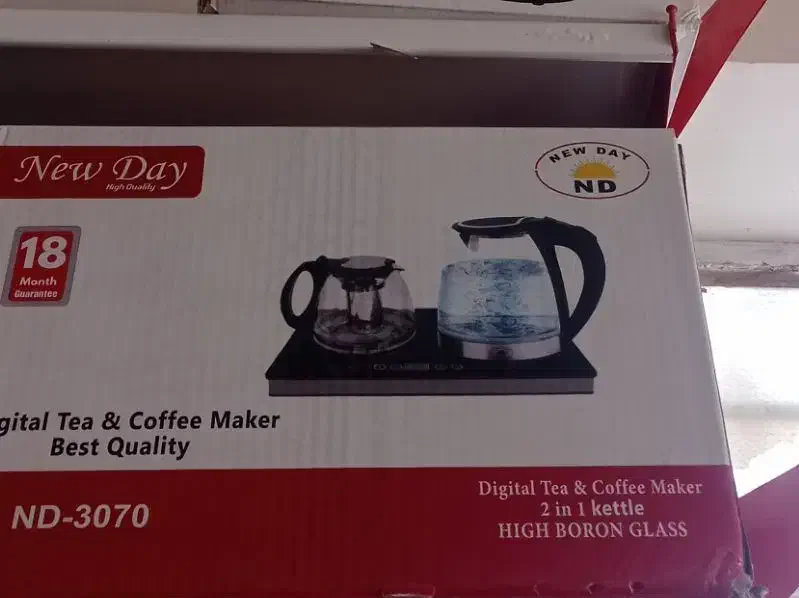 New Day
High Quality
NEW DAY
ND
18
Month
Guarantee
gital Tea & Coffee Maker
Best Quality
ND-3070
Digital Tea & Coffee Maker
2 in 1 kettle
HIGH BORON GLASS